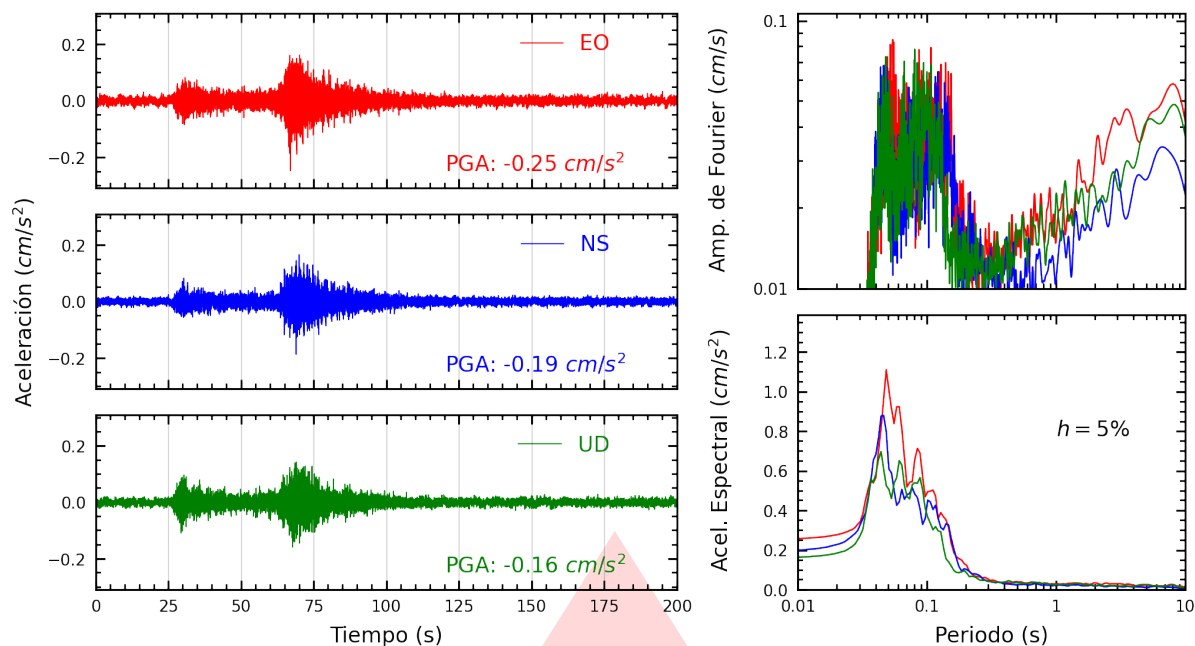 Aceleración (cm/s²)
0.2
0.0
−0.2
EO
PGA: -0.25 cm/s²
0.2
0.0
−0.2
NS
PGA: -0.19 cm/s²
0.2
0.0
−0.2
UD
PGA: -0.16 cm/s²
0 25 50 75 100 125 150 175 200
Tiempo (s)
Amp. de Fourier (cm/s)
0.1
0.01
Acel. Espectral (cm/s²)
1.2
1.0
0.8
0.6
0.4
0.2
0.0
h = 5%
0.01 0.1 1 10
Periodo (s)